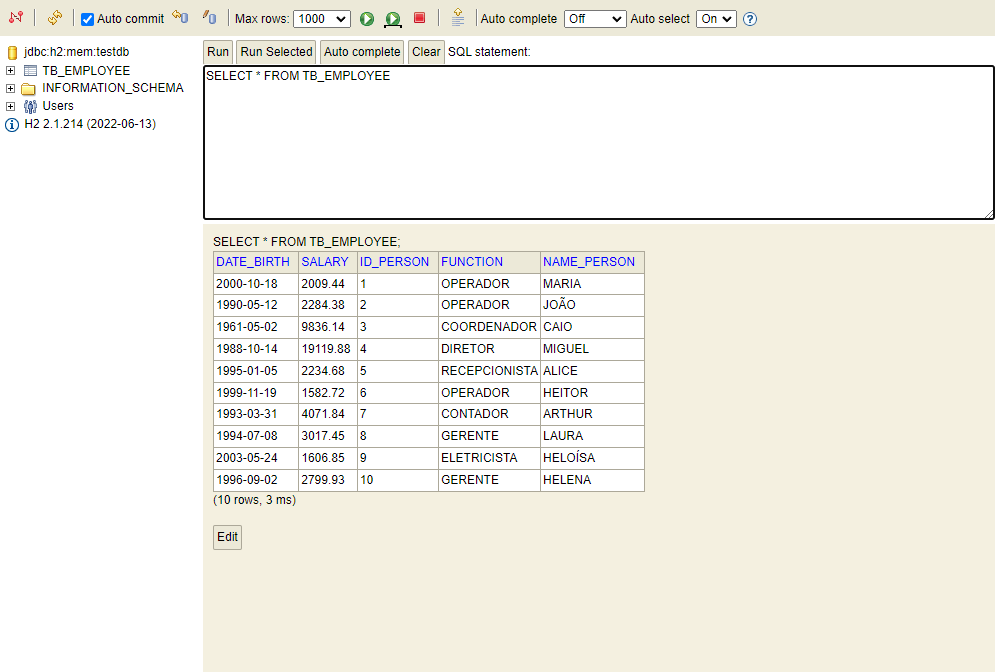 Auto commit Max rows: 1000 Auto complete Off Auto select On ?
jdbc:h2:mem:testdb
TB_EMPLOYEE
INFORMATION_SCHEMA
Users
H2 2.1.214 (2022-06-13)
Run Run Selected Auto complete Clear SQL statement:
SELECT * FROM TB_EMPLOYEE
SELECT * FROM TB_EMPLOYEE;
DATE_BIRTH SALARY ID_PERSON FUNCTION NAME_PERSON
2000-10-18 2009.44 1 OPERADOR MARIA
1990-05-12 2284.38 2 OPERADOR JOÃO
1961-05-02 9836.14 3 COORDENADOR CAIO
1988-10-14 19119.88 4 DIRETOR MIGUEL
1995-01-05 2234.68 5 RECEPCIONISTA ALICE
1999-11-19 1582.72 6 OPERADOR HEITOR
1993-03-31 4071.84 7 CONTADOR ARTHUR
1994-07-08 3017.45 8 GERENTE LAURA
2003-05-24 1606.85 9 ELETRICISTA HELOÍSA
1996-09-02 2799.93 10 GERENTE HELENA
(10 rows, 3 ms)
Edit